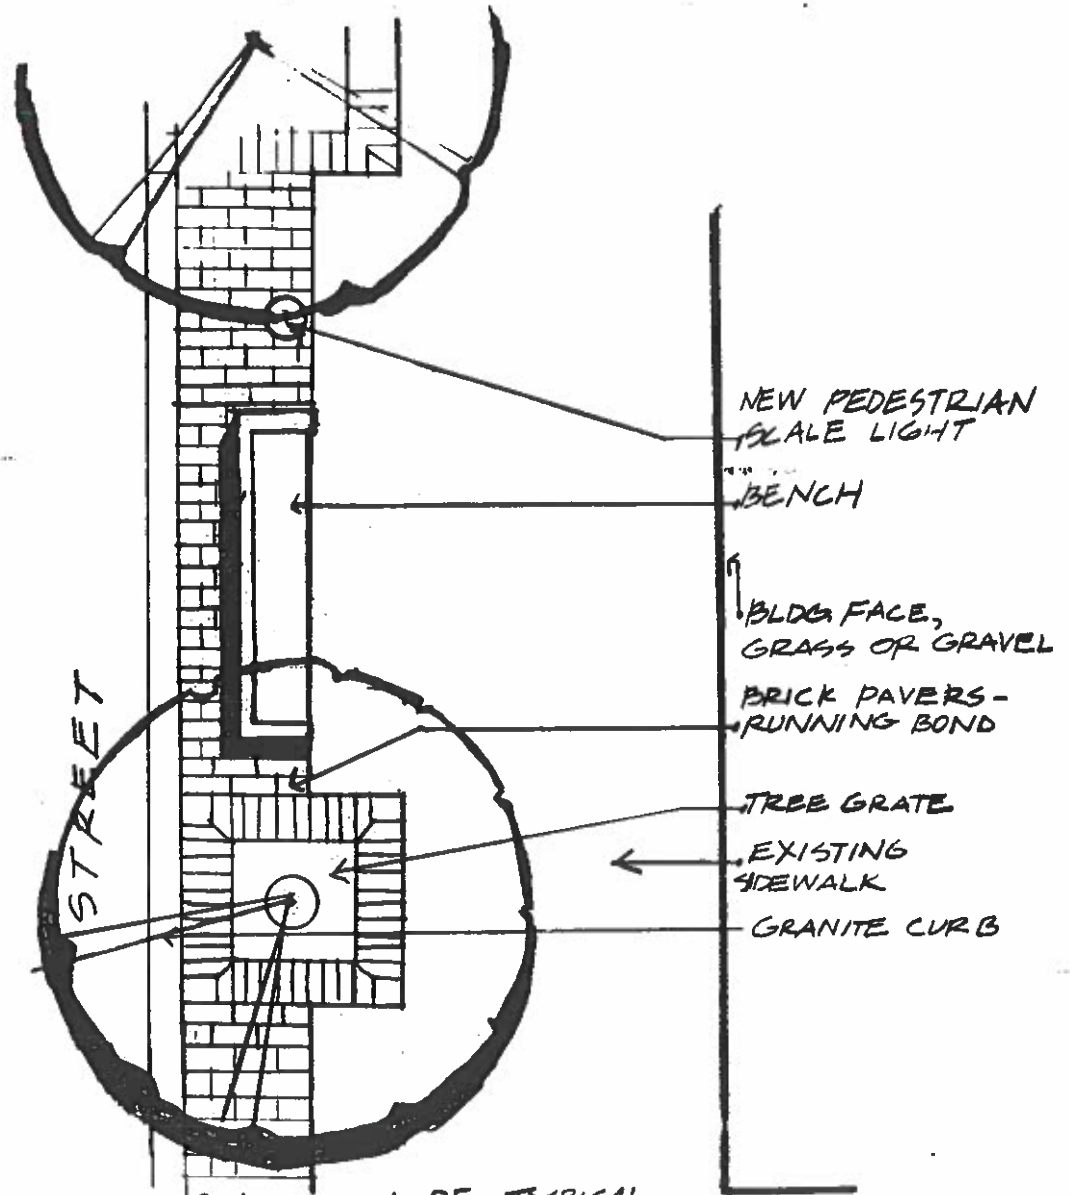 NEW PEDESTRIAN
SCALE LIGHT
BENCH
BLDG. FACE,
GRASS OR GRAVEL
BRICK PAVERS-
RUNNING BOND
TREE GRATE
EXISTING
SIDEWALK
GRANITE CURB
STREET
TYPICAL